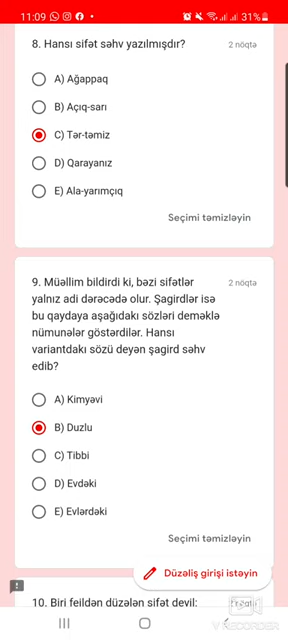 11:09
31%
8. Hansı sifət səhv yazılmışdır?
2 nöqtə
A) Ağappaq
B) Açıq-sarı
C) Tər-təmiz
D) Qarayanız
E) Ala-yarımçıq
Seçimi təmizləyin
9. Müəllim bildirdi ki, bəzi sifətlər
2 nöqtə
yalnız adi dərəcədə olur. Şagirdlər isə
bu qaydaya aşağıdakı sözləri deməklə
nümunələr göstərdilər. Hansı
variantdakı sözü deyən şagird səhv
edib?
A) Kimyəvi
B) Duzlu
C) Tibbi
D) Evdəki
E) Evlərdəki
Seçimi təmizləyin
Düzəliş girişi istəyin
10. Biri feildən düzələn sifət deyil:
V RECORDER